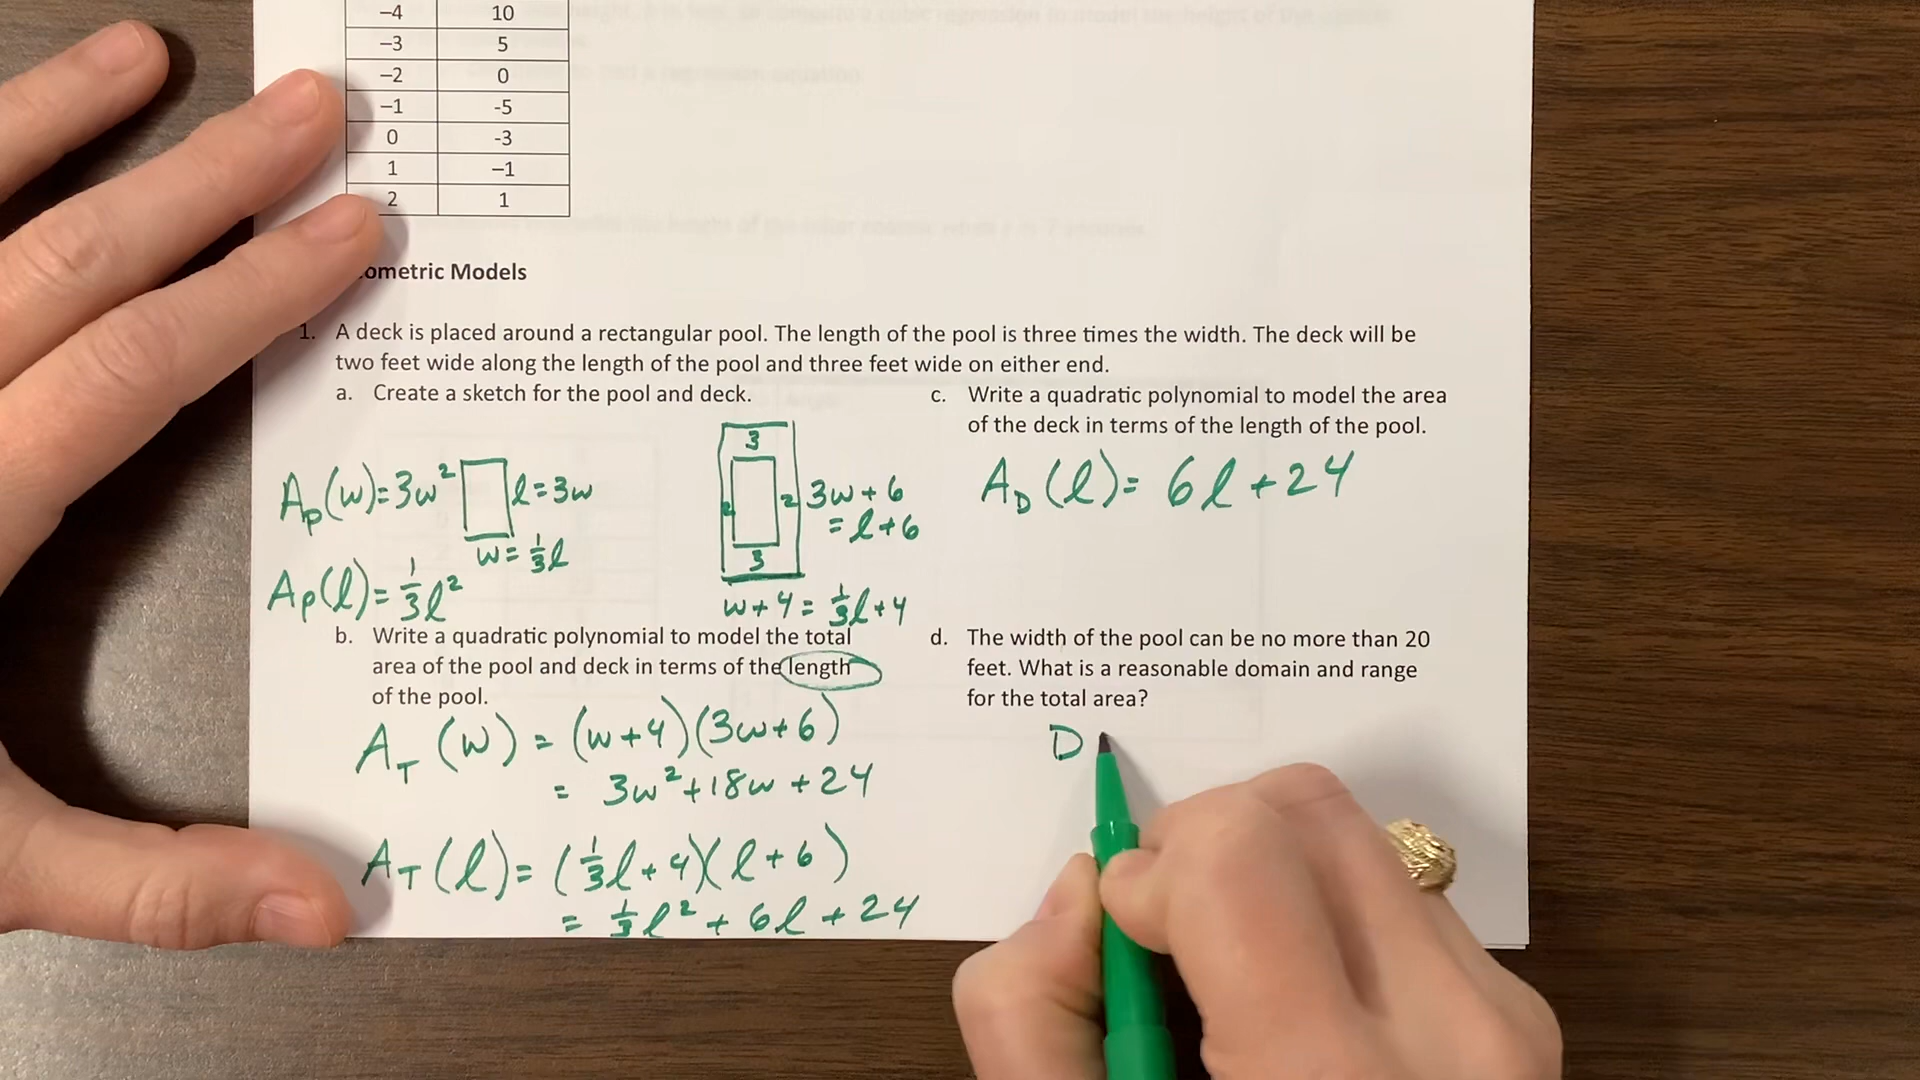 −4 10
−3 5
−2 0
−1 -5
0 -3
1 −1
2 1
ometric Models
1. A deck is placed around a rectangular pool. The length of the pool is three times the width. The deck will be
two feet wide along the length of the pool and three feet wide on either end.
a. Create a sketch for the pool and deck.
Ap(w)=3w² l=3w
w=⅓l
Ap(l)=⅓l²
3
2 2 3w+6
=l+6
3
w+4=⅓l+4
b. Write a quadratic polynomial to model the total
area of the pool and deck in terms of the length
of the pool.
A_T(w) = (w+4)(3w+6)
= 3w²+18w+24
A_T(l)=(⅓l+4)(l+6)
= ⅓l²+6l+24
c. Write a quadratic polynomial to model the area
of the deck in terms of the length of the pool.
A_D(l)= 6l+24
d. The width of the pool can be no more than 20
feet. What is a reasonable domain and range
for the total area?
D